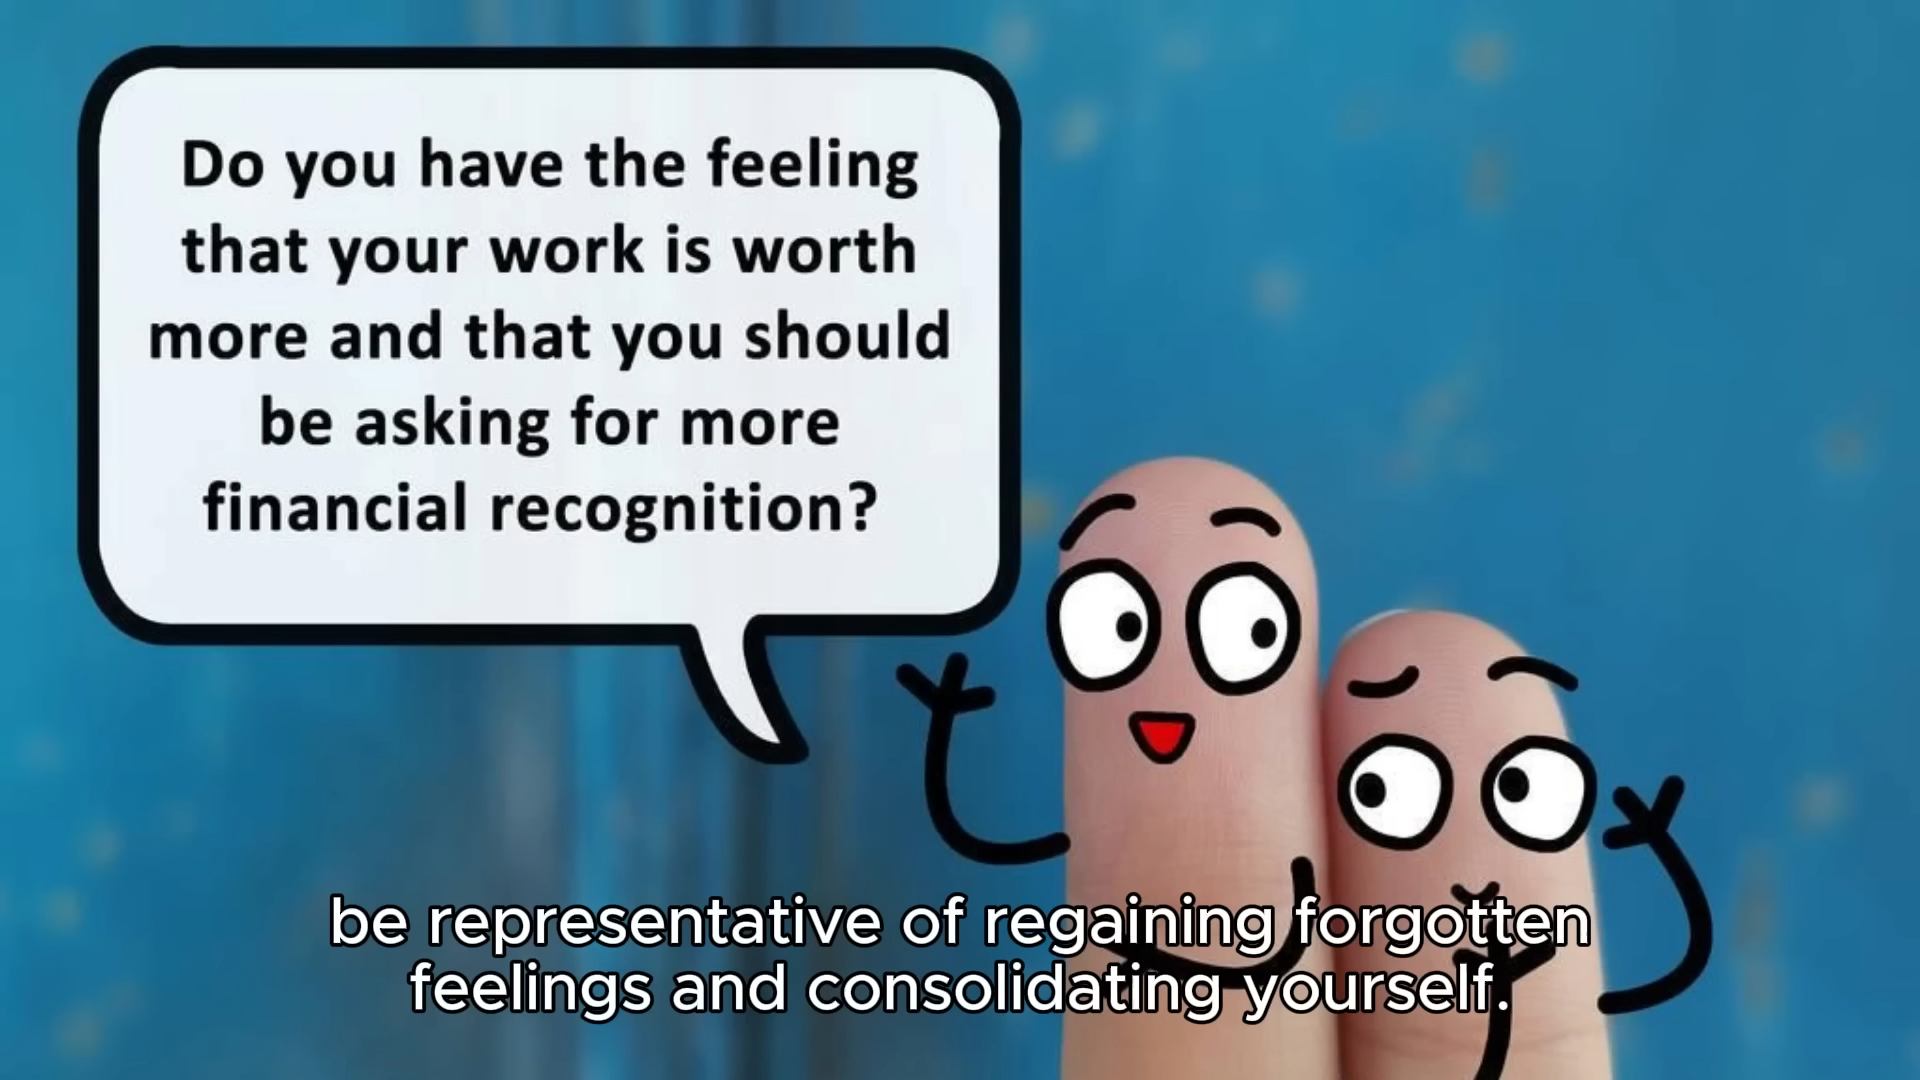 Do you have the feeling
that your work is worth
more and that you should
be asking for more
financial recognition?
be representative of regaining forgotten
feelings and consolidating yourself.